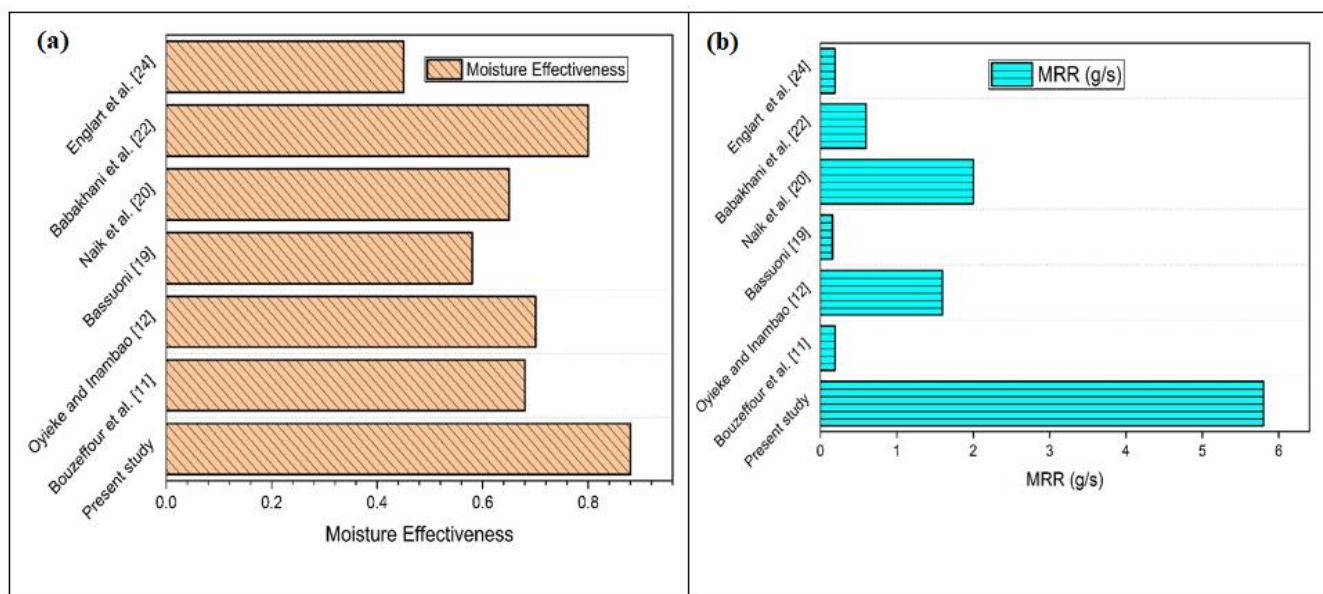 (a)
Moisture Effectiveness
Englart et al. [24]
Babakhani et al. [22]
Naik et al. [20]
Bassuoni [19]
Oyieke and Inambao [12]
Bouzeffour et al. [11]
Present study
0.0 0.2 0.4 0.6 0.8
Moisture Effectiveness
(b)
MRR (g/s)
Englart et al. [24]
Babakhani et al. [22]
Naik et al. [20]
Bassuoni [19]
Oyieke and Inambao [12]
Bouzeffour et al. [11]
Present study
0 1 2 3 4 5 6
MRR (g/s)